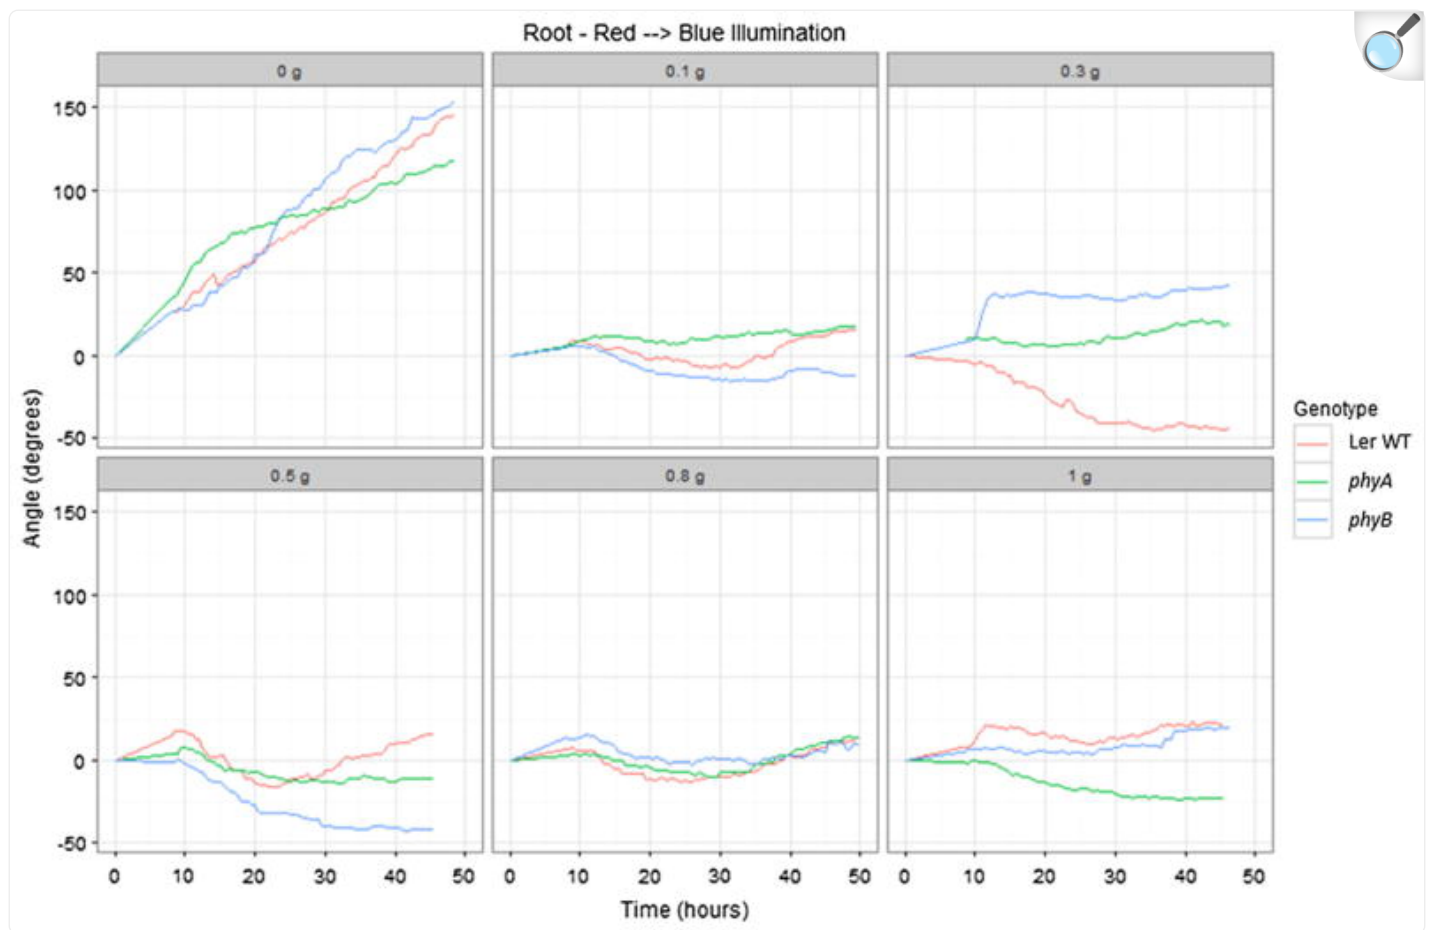 Root - Red --> Blue Illumination
0 g
0.1 g
0.3 g
150
100
50
0
-50
0.5 g
0.8 g
1 g
150
100
50
0
-50
0 10 20 30 40 50
0 10 20 30 40 50
0 10 20 30 40 50
Time (hours)
Angle (degrees)
Genotype
Ler WT
phyA
phyB